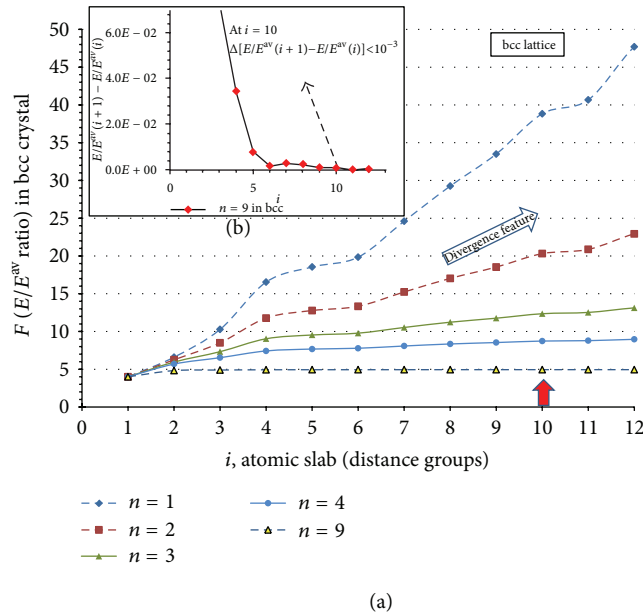 F (E/E^av ratio) in bcc crystal
50
45
40
35
30
25
20
15
10
5
0
E/E^av(i + 1) − E/E^av(i)
6.0E − 02
4.0E − 02
2.0E − 02
0.0E + 00
At i = 10
Δ[E/E^av(i + 1)−E/E^av(i)]<10^−3
0 5 10
i
n = 9 in bcc
(b)
bcc lattice
Divergence feature
1 2 3 4 5 6 7 8 9 10 11 12
i, atomic slab (distance groups)
n = 1
n = 2
n = 3
n = 4
n = 9
(a)